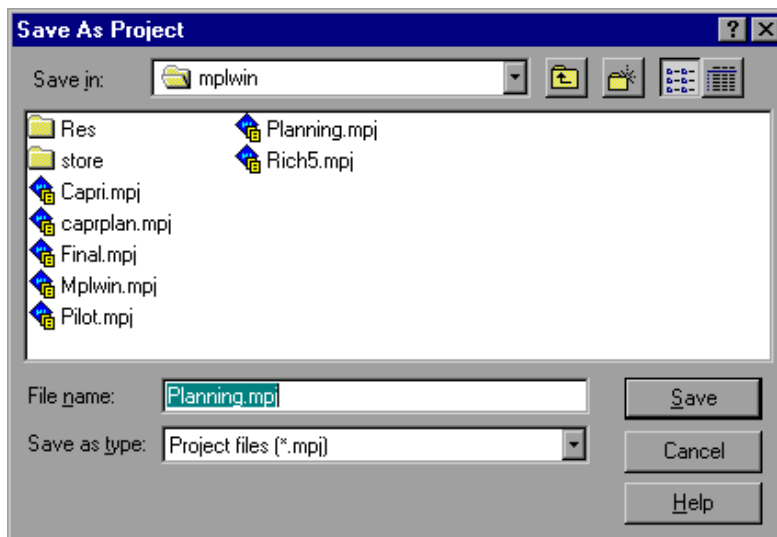 Save As Project
Save in: mplwin
Res Planning.mpj
store Rich5.mpj
Capri.mpj
caprplan.mpj
Final.mpj
Mplwin.mpj
Pilot.mpj
File name: Planning.mpj Save
Save as type: Project files (*.mpj) Cancel
Help